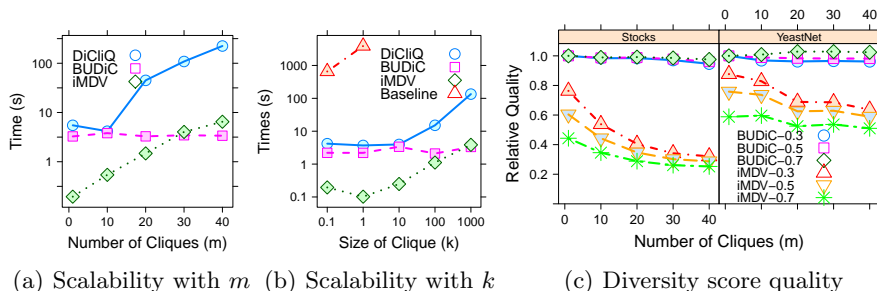 DiCliQ
BUDiC
iMDV
100
10
1
Time (s)
0 10 20 30 40
Number of Cliques (m)
(a) Scalability with m
DiCliQ
BUDiC
iMDV
Baseline
1000
100
10
1
0.1
Times (s)
0.1 1 10 100 1000
Size of Clique (k)
(b) Scalability with k
0 10 20 30 40
Stocks YeastNet
1.0
0.8
0.6
0.4
0.2
Relative Quality
BUDiC-0.3
BUDiC-0.5
BUDiC-0.7
iMDV-0.3
iMDV-0.5
iMDV-0.7
0 10 20 30 40
Number of Cliques (m)
(c) Diversity score quality